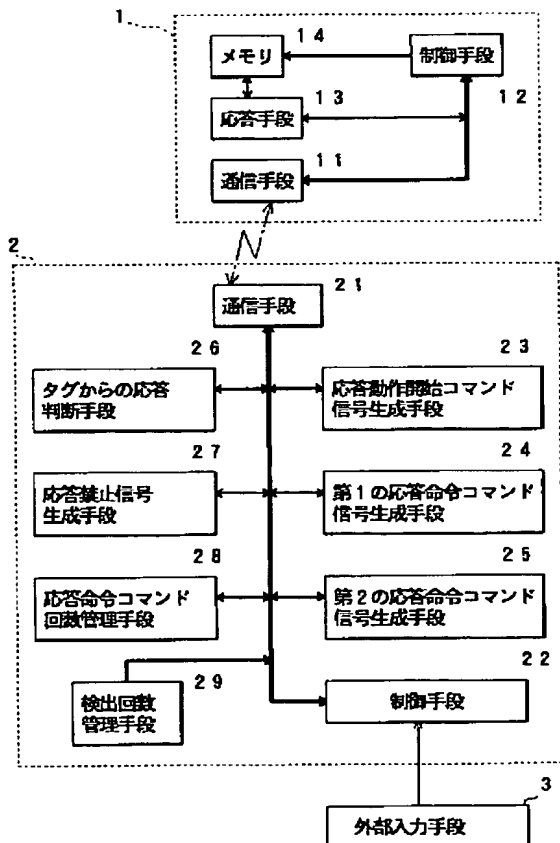 1
14
メモリ
制御手段
13
12
応答手段
11
通信手段
2
21
通信手段
26
23
タグからの応答
判断手段
応答動作開始コマンド
信号生成手段
27
24
応答禁止信号
生成手段
第1の応答命令コマンド
信号生成手段
28
25
応答命令コマンド
回数管理手段
第2の応答命令コマンド
信号生成手段
22
29
検出回数
管理手段
制御手段
3
外部入力手段